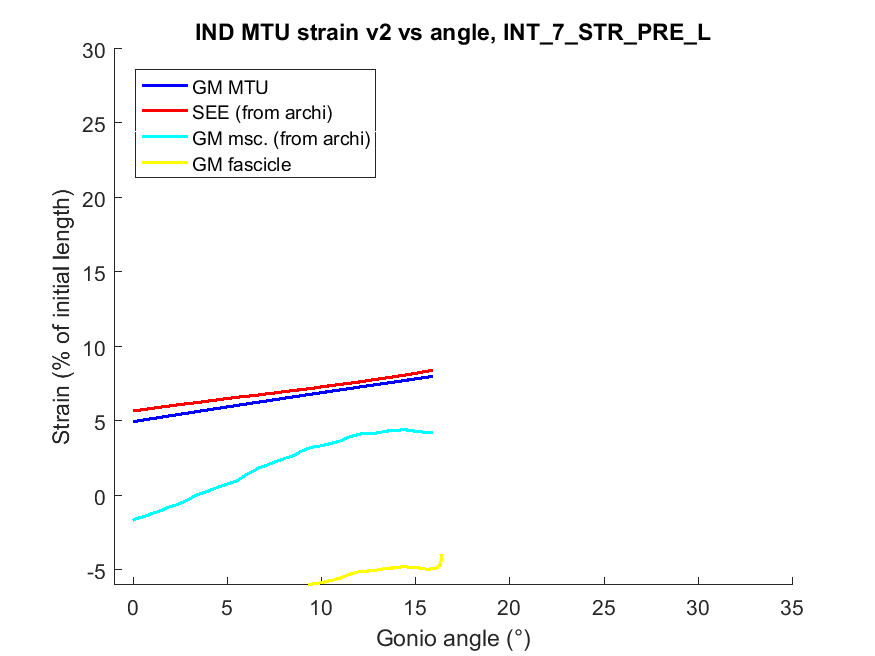 IND MTU strain v2 vs angle, INT_7_STR_PRE_L
30
25
20
15
10
5
0
-5
Strain (% of initial length)
GM MTU
SEE (from archi)
GM msc. (from archi)
GM fascicle
0 5 10 15 20 25 30 35
Gonio angle (°)